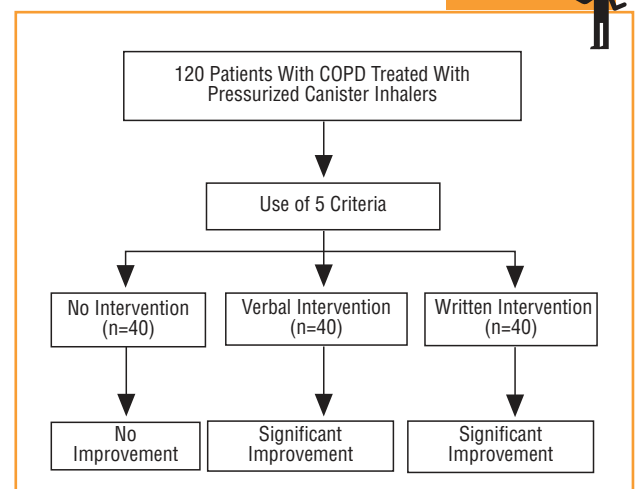 120 Patients With COPD Treated With
Pressurized Canister Inhalers
Use of 5 Criteria
No Intervention
(n=40)
Verbal Intervention
(n=40)
Written Intervention
(n=40)
No
Improvement
Significant
Improvement
Significant
Improvement